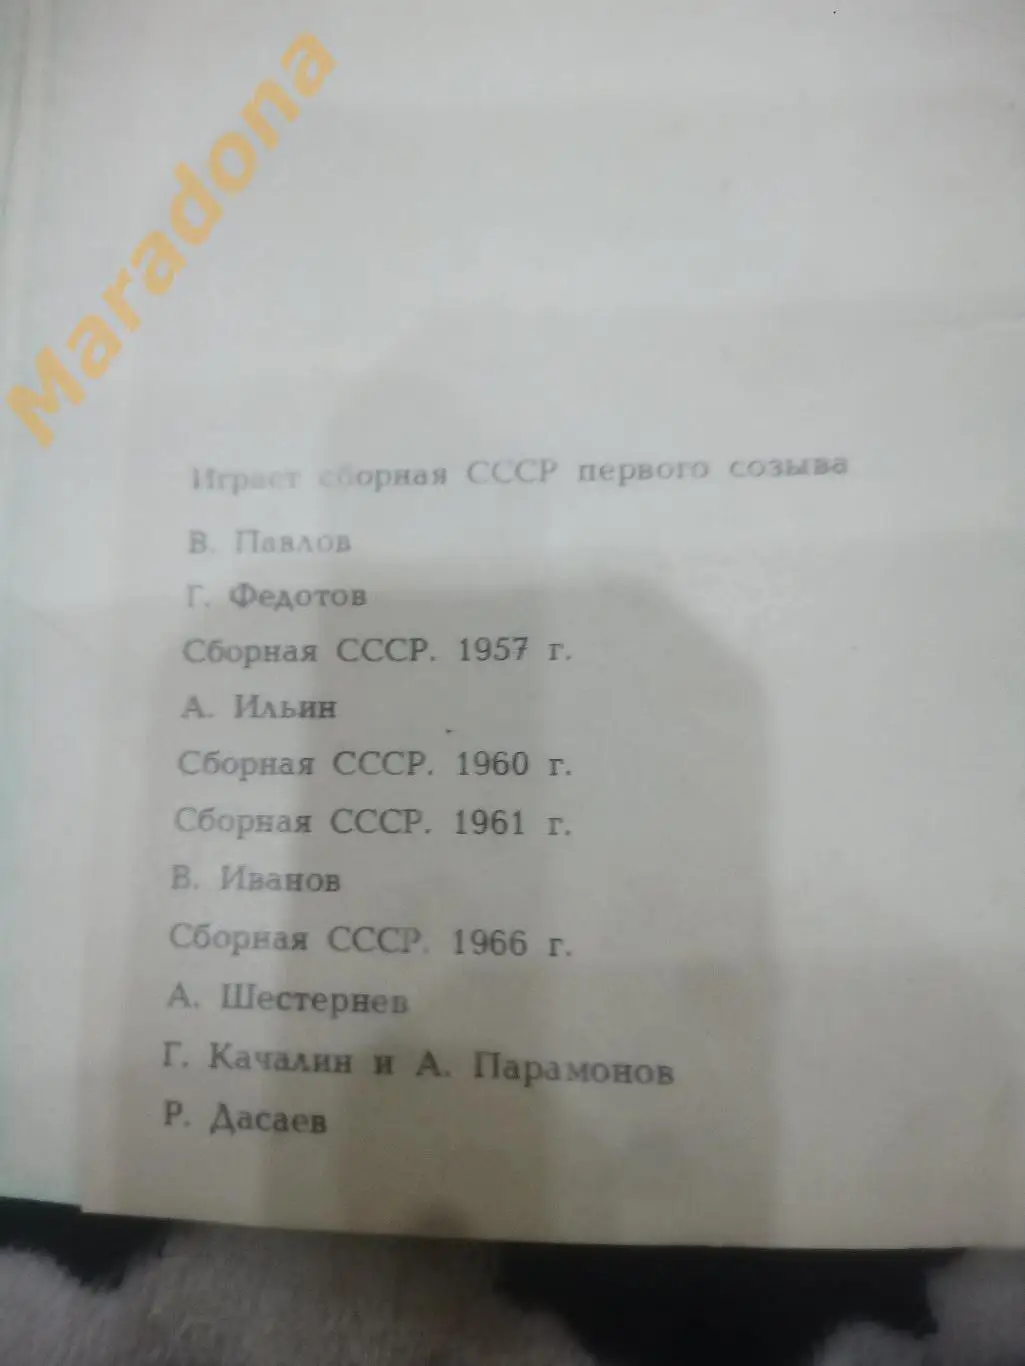 Maradona
Играет сборная СССР первого созыва
В. Павлов
Г. Федотов
Сборная СССР. 1957 г.
А. Ильин
Сборная СССР. 1960 г.
Сборная СССР. 1961 г.
В. Иванов
Сборная СССР. 1966 г.
А. Шестернев
Г. Качалин и А. Парамонов
Р. Дасаев